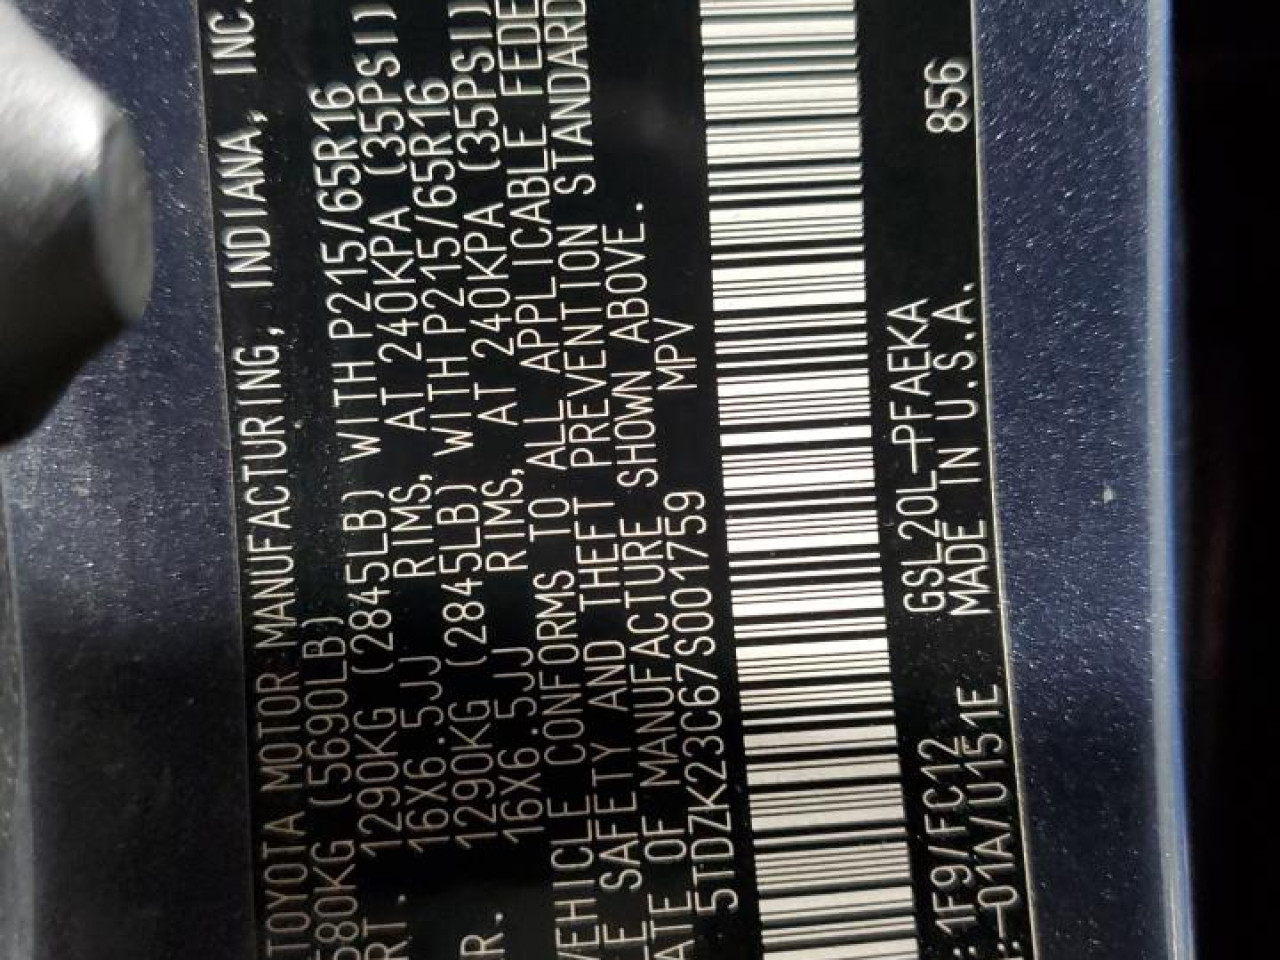 TOYOTA MOTOR MANUFACTURING, INDIANA, INC.
580KG (5690LB)
RT. 1290KG (2845LB) WITH P215/65R16
16X6.5JJ RIMS, AT 240KPA (35PSI)
RR. 1290KG (2845LB) WITH P215/65R16
16X6.5JJ RIMS, AT 240KPA (35PSI)
VEHICLE CONFORMS TO ALL APPLICABLE FEDE
LE SAFETY AND THEFT PREVENTION STANDARD
ATE OF MANUFACTURE SHOWN ABOVE.
5TDZK23C67S001759 MPV
: 1F9/FC12 GSL20L-PFAEKA 856
: -01A/U151E MADE IN U.S.A.